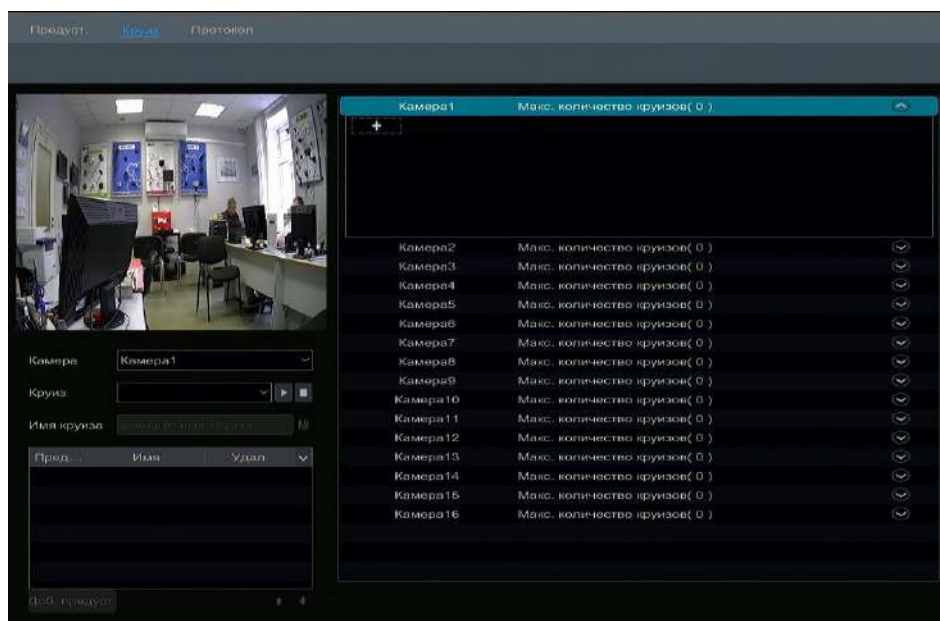 Предуст. Круиз Протокол
Камера1 Макс. количество круизов( 0 )
Камера2 Макс. количество круизов( 0 )
Камера3 Макс. количество круизов( 0 )
Камера4 Макс. количество круизов( 0 )
Камера5 Макс. количество круизов( 0 )
Камера6 Макс. количество круизов( 0 )
Камера7 Макс. количество круизов( 0 )
Камера8 Макс. количество круизов( 0 )
Камера9 Макс. количество круизов( 0 )
Камера10 Макс. количество круизов( 0 )
Камера11 Макс. количество круизов( 0 )
Камера12 Макс. количество круизов( 0 )
Камера13 Макс. количество круизов( 0 )
Камера14 Макс. количество круизов( 0 )
Камера15 Макс. количество круизов( 0 )
Камера16 Макс. количество круизов( 0 )
Камера Камера1
Круиз
Имя круиза
Пред... Имя Удал.
Доб. предуст